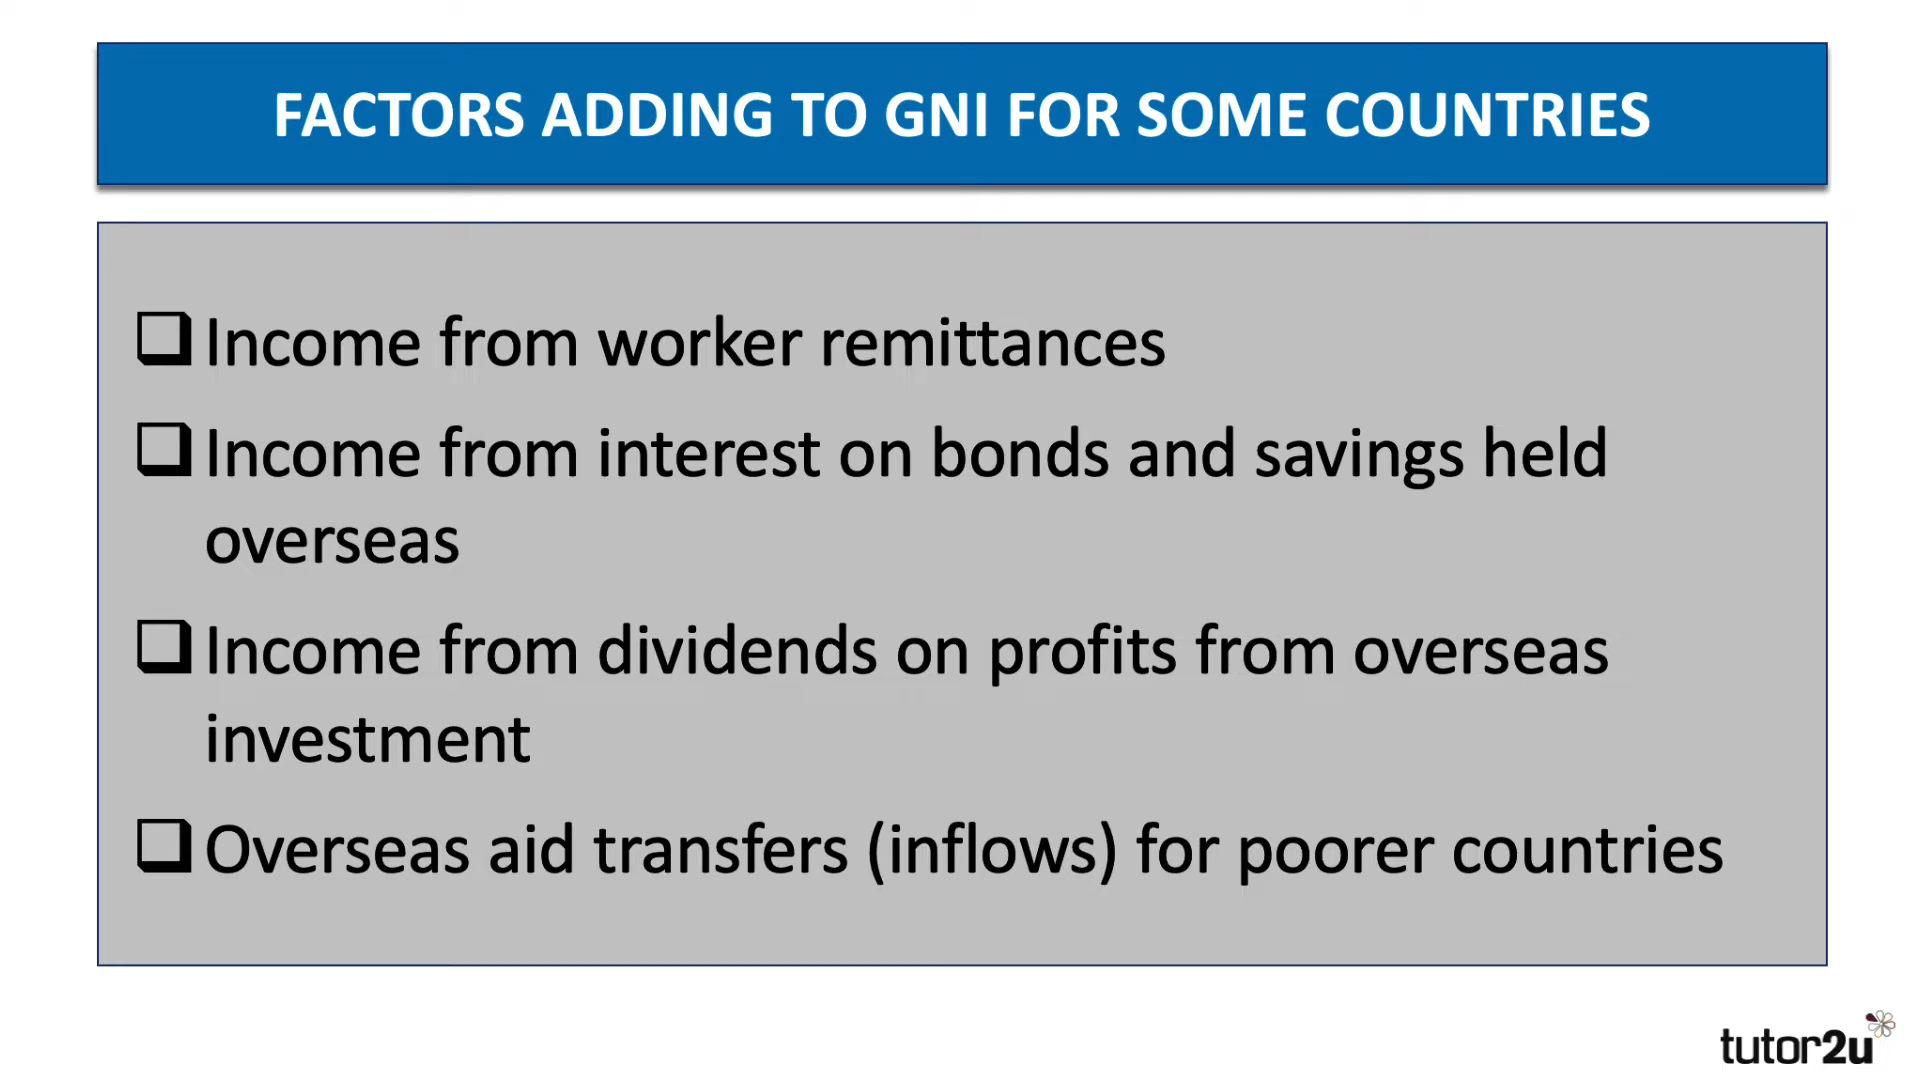 FACTORS ADDING TO GNI FOR SOME COUNTRIES
Income from worker remittances
Income from interest on bonds and savings held
overseas
Income from dividends on profits from overseas
investment
Overseas aid transfers (inflows) for poorer countries
tutor2u